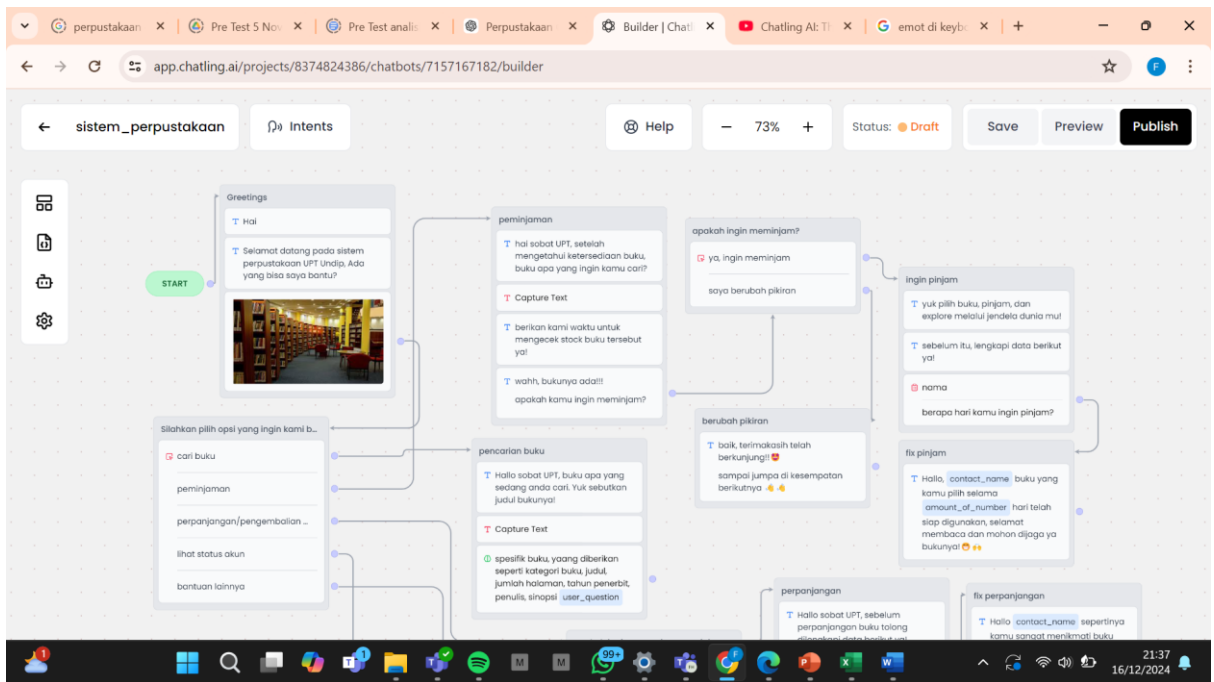 perpustakaan
Pre Test 5 Nov
Pre Test analis
Perpustakaan
Builder | Chatl
Chatling AI: Th
emot di keybo
app.chatling.ai/projects/8374824386/chatbots/7157167182/builder
F
sistem_perpustakaan
Intents
Help
73%
Status: Draft
Save
Preview
Publish
START
Greetings
Hai
Selamat datang pada sistem
perpustakaan UPT Undip, Ada
yang bisa saya bantu?
peminjaman
hai sobat UPT, setelah
mengetahui ketersediaan buku,
buku apa yang ingin kamu cari?
Capture Text
berikan kami waktu untuk
mengecek stock buku tersebut
ya!
wahh, bukunya ada!!!
apakah kamu ingin meminjam?
apakah ingin meminjam?
ya, ingin meminjam
saya berubah pikiran
ingin pinjam
yuk pilih buku, pinjam, dan
explore melalui jendela dunia mu!
sebelum itu, lengkapi data berikut
ya!
nama
berapa hari kamu ingin pinjam?
Silahkan pilih opsi yang ingin kami b...
cari buku
peminjaman
perpanjangan/pengembalian ...
lihat status akun
bantuan lainnya
pencarian buku
Hallo sobat UPT, buku apa yang
sedang anda cari. Yuk sebutkan
judul bukunya!
Capture Text
spesifik buku, yaang diberikan
seperti kategori buku, judul,
jumlah halaman, tahun penerbit,
penulis, sinopsi user_question
berubah pikiran
baik, terimakasih telah
berkunjung!! 😍
sampai jumpa di kesempatan
berikutnya 👋👋
fix pinjam
Hallo, contact_name buku yang
kamu pilih selama
amount_of_number hari telah
siap digunakan, selamat
membaca dan mohon dijaga ya
bukunya! 😁🙌
perpanjangan
Hallo sobat UPT, sebelum
perpanjangan buku tolong
dilengkapi data berikut ya!
fix perpanjangan
Hallo contact_name sepertinya
kamu sangat menikmati buku
1
99+
21:37
16/12/2024